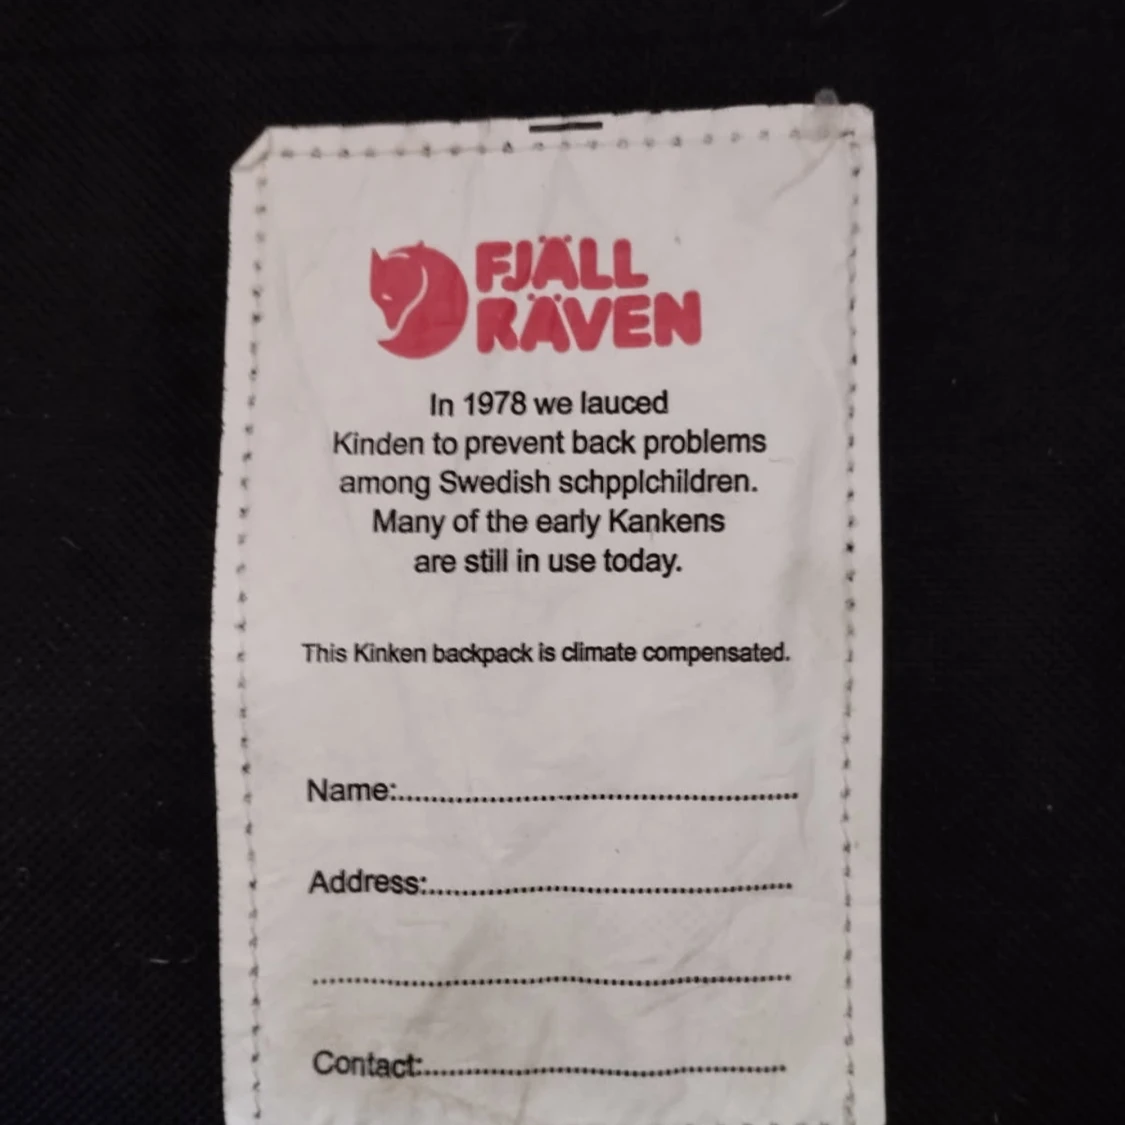 FJÄLL
RÄVEN
In 1978 we lauced
Kinden to prevent back problems
among Swedish schpplchildren.
Many of the early Kankens
are still in use today.
This Kinken backpack is climate compensated.
Name:................................................
Address:............................................
..........................................................
Contact:............................................